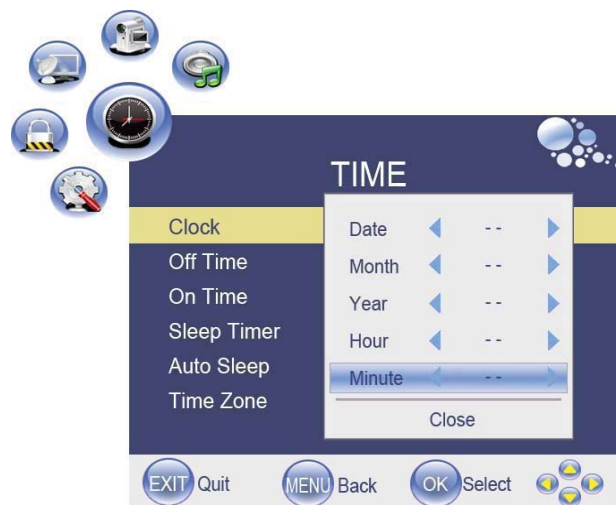 TIME
Clock
Off Time
On Time
Sleep Timer
Auto Sleep
Time Zone
Date - -
Month - -
Year - -
Hour - -
Minute - -
Close
EXIT Quit MENU Back OK Select